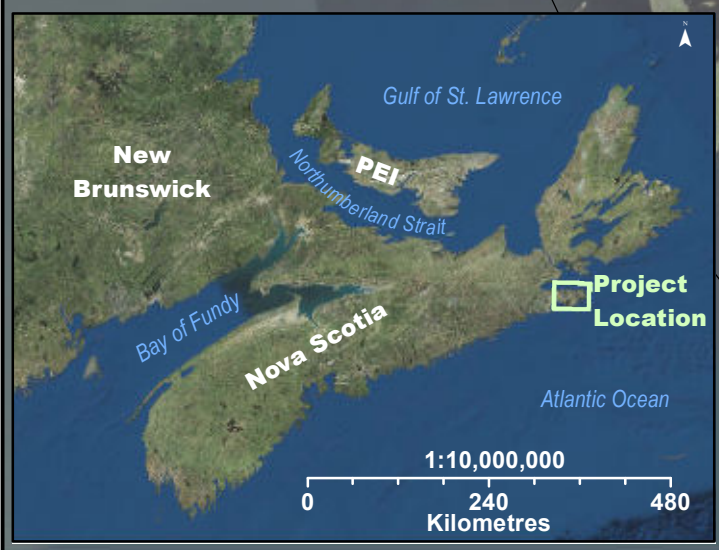 N
Gulf of St. Lawrence
New
Brunswick
PEI
Northumberland Strait
Project
Location
Bay of Fundy
Nova Scotia
Atlantic Ocean
1:10,000,000
0 240 480
Kilometres